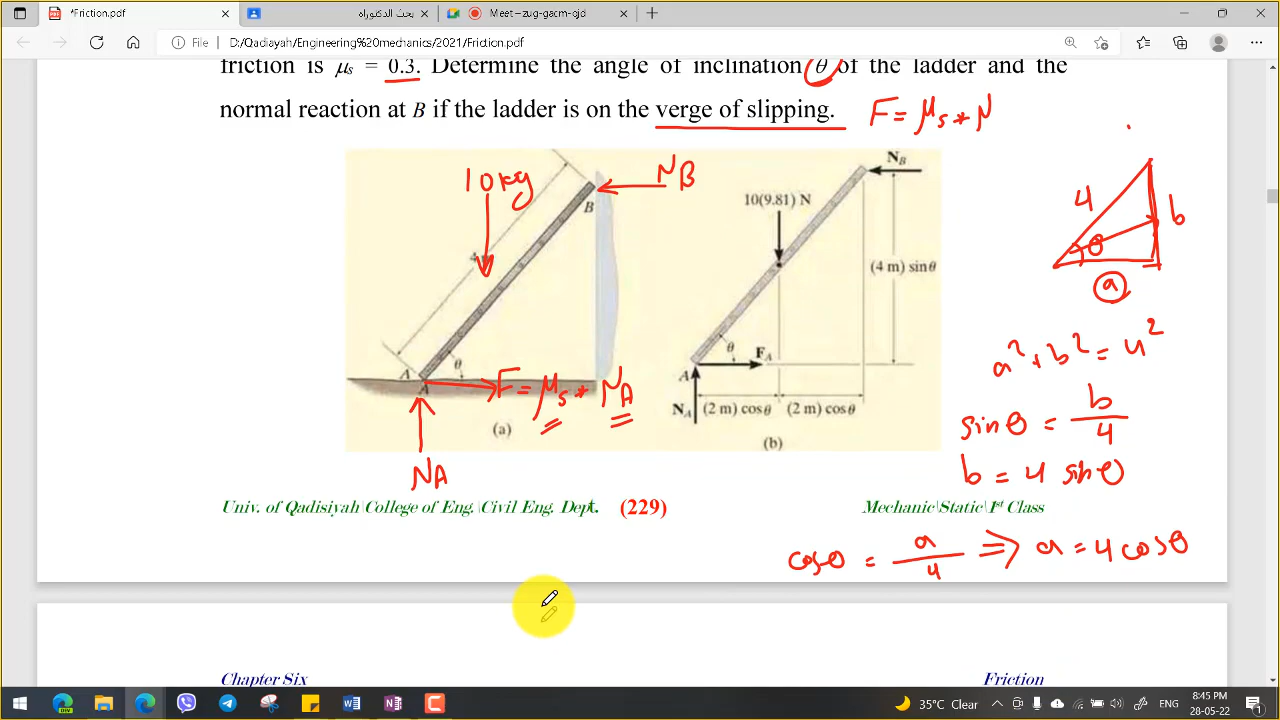 *Friction.pdf
بحث الدكتوراه
Meet – zug-gacm-qjd
File
D:/Qadiayah/Engineering%20mechanics/2021/Friction.pdf
friction is μs = 0.3. Determine the angle of inclination θ of the ladder and the
normal reaction at B if the ladder is on the verge of slipping.
F = μs * N
10 kg
NB
B
4
A
θ
A
F = μs * NA
NA
(a)
NB
10(9.81) N
(4 m) sin θ
θ
FA
A
NA
(2 m) cos θ
(2 m) cos θ
(b)
4
b
θ
a
a² + b² = 4²
sinθ = b/4
b = 4 sinθ
cosθ = a/4 ⇒ a = 4 cosθ
Univ. of Qadisiyah\College of Eng.\Civil Eng. Dept. (229) Mechanic\Static\1st Class
Chapter Six Friction
35°C Clear
ENG
8:45 PM
28-05-22